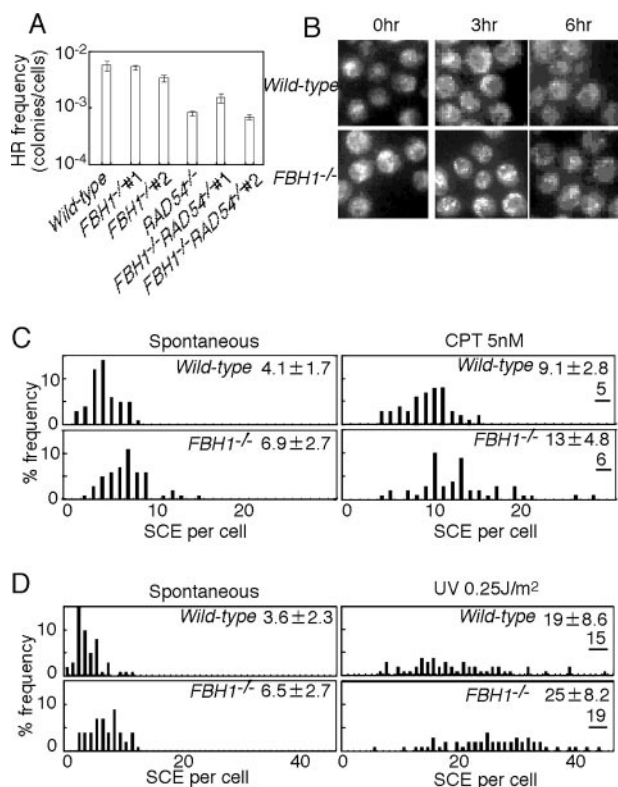 A
HR frequency
(colonies/cells)
10-2
10-3
10-4
Wild-type
FBH1-/-#1
FBH1-/-#2
RAD54-/-
FBH1-/-RAD54-/-#1
FBH1-/-RAD54-/-#2
B
0hr 3hr 6hr
Wild-type
FBH1-/-
C
Spontaneous CPT 5nM
% frequency
10
0
Wild-type 4.1±1.7
Wild-type 9.1±2.8
5
10
0
FBH1-/- 6.9±2.7
FBH1-/- 13±4.8
6
0 10 20
10 20
SCE per cell SCE per cell
D
Spontaneous UV 0.25J/m2
% frequency
10
0
Wild-type 3.6±2.3
Wild-type 19±8.6
15
10
0
FBH1-/- 6.5±2.7
FBH1-/- 25±8.2
19
0 20 40
0 20 40
SCE per cell SCE per cell